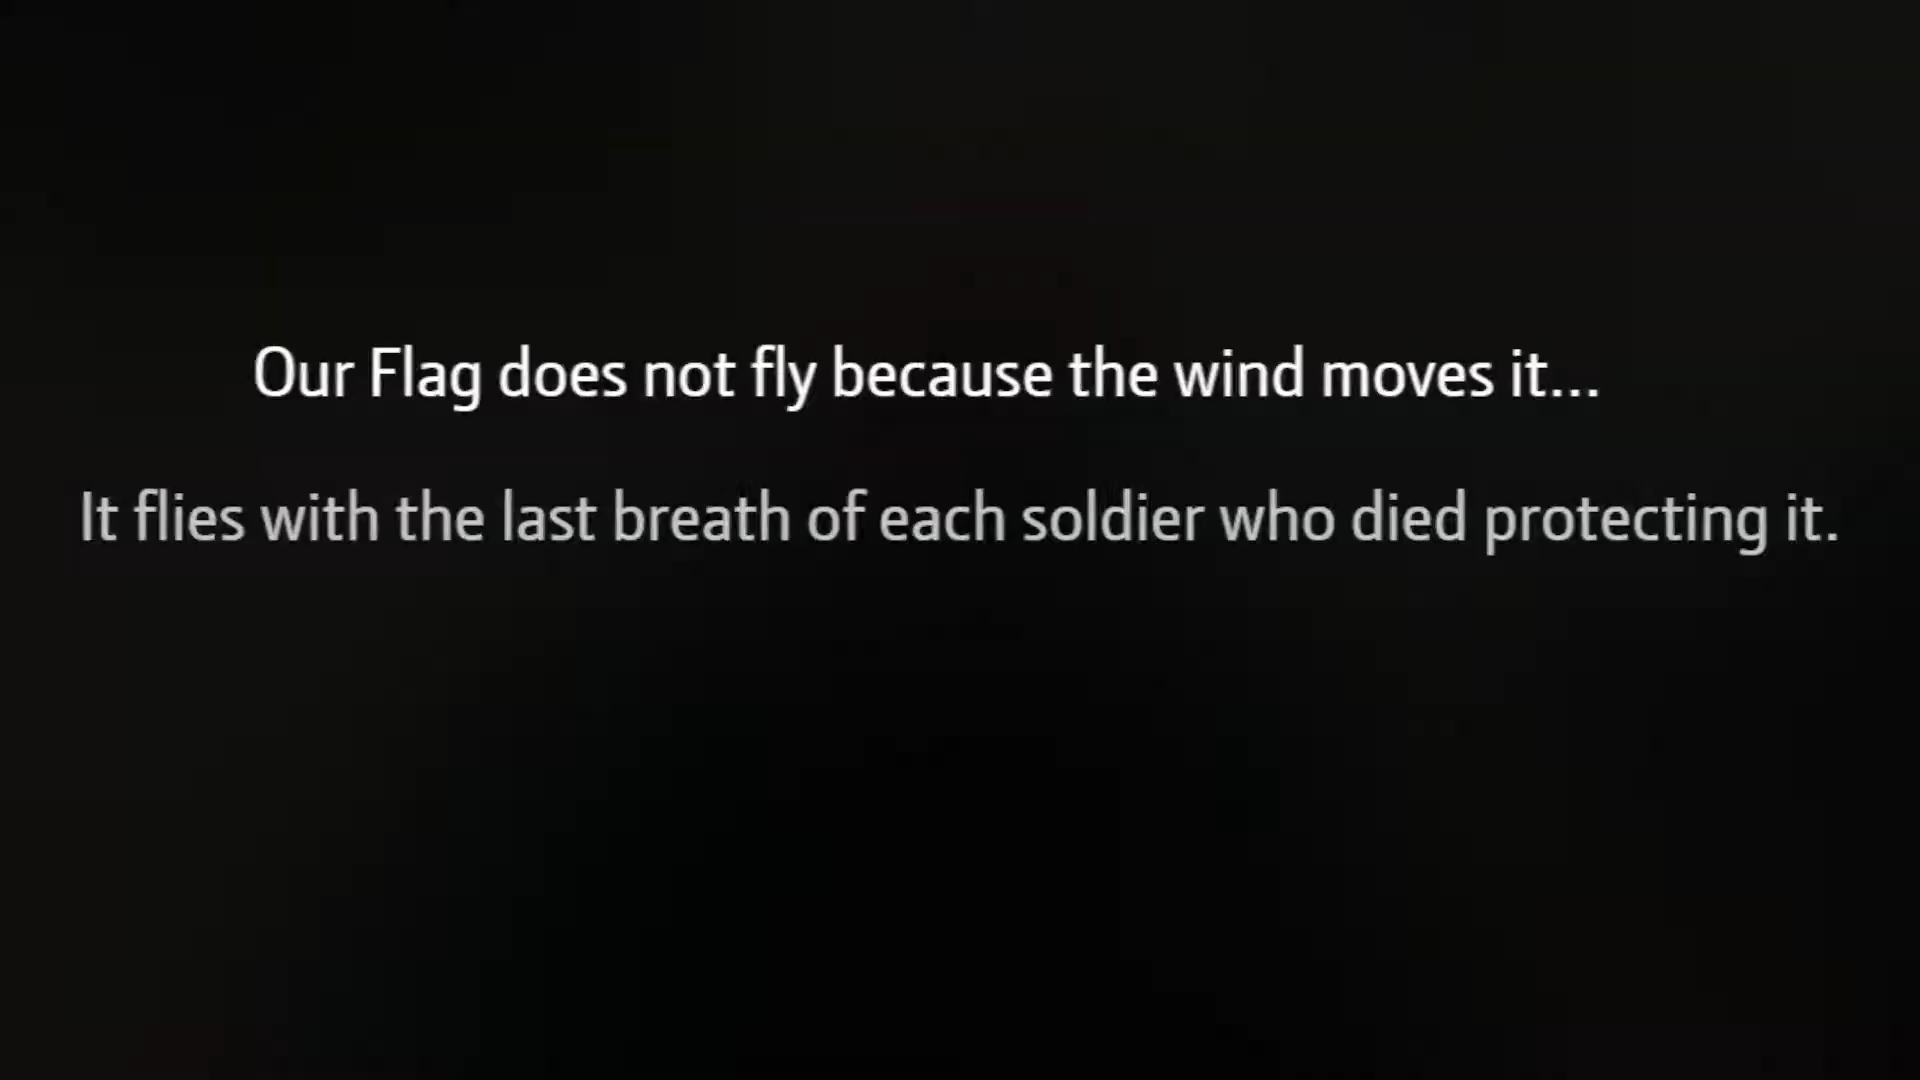 Our Flag does not fly because the wind moves it...
It flies with the last breath of each soldier who died protecting it.